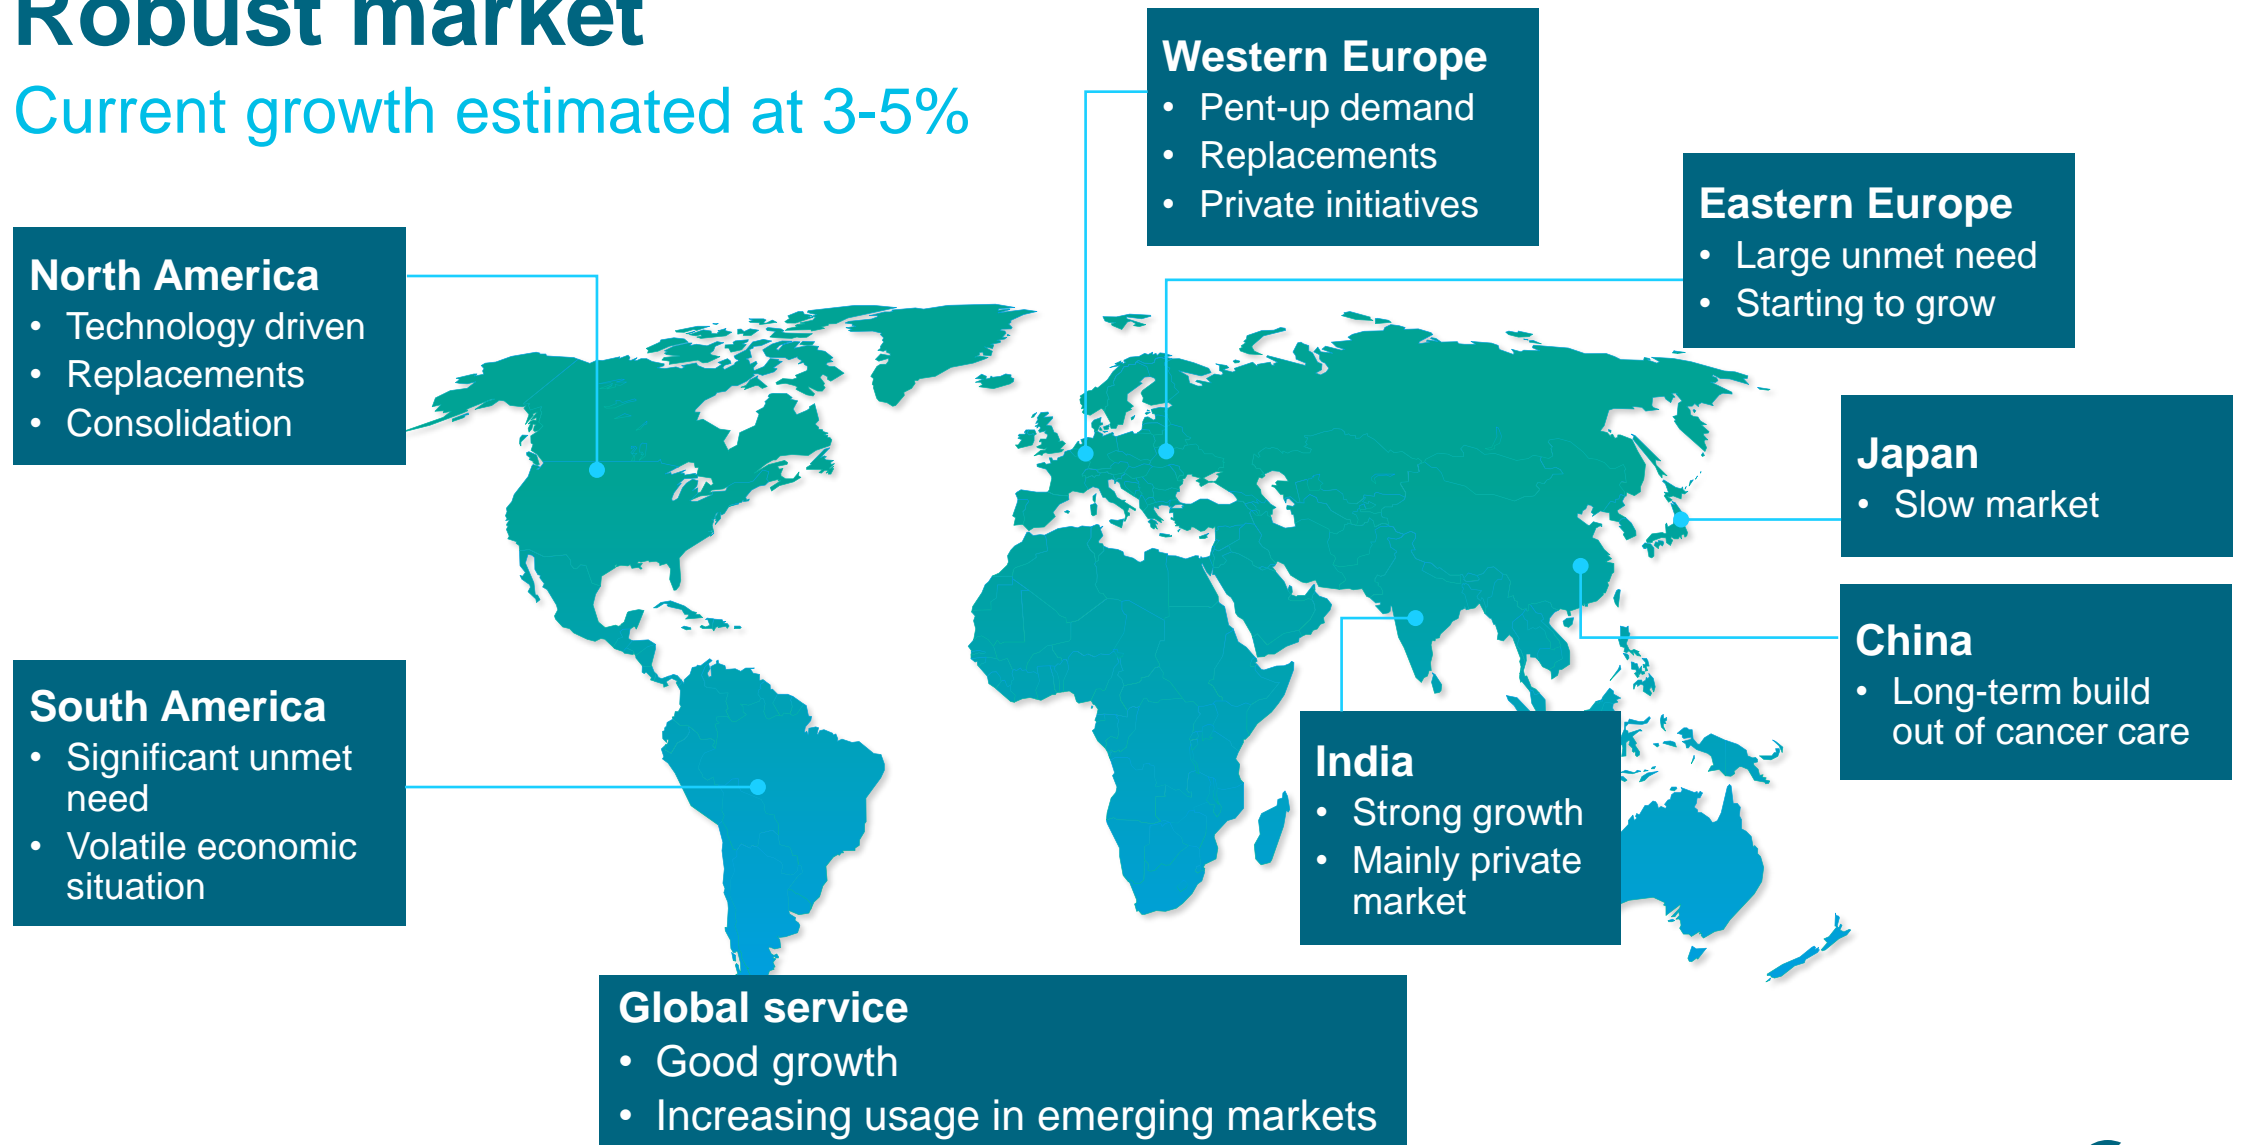 Robust market
Current growth estimated at 3-5%
Western Europe
• Pent-up demand
• Replacements
• Private initiatives
Eastern Europe
• Large unmet need
• Starting to grow
North America
• Technology driven
• Replacements
• Consolidation
Japan
• Slow market
China
• Long-term build
out of cancer care
South America
• Significant unmet
need
• Volatile economic
situation
India
• Strong growth
• Mainly private
market
Global service
• Good growth
• Increasing usage in emerging markets